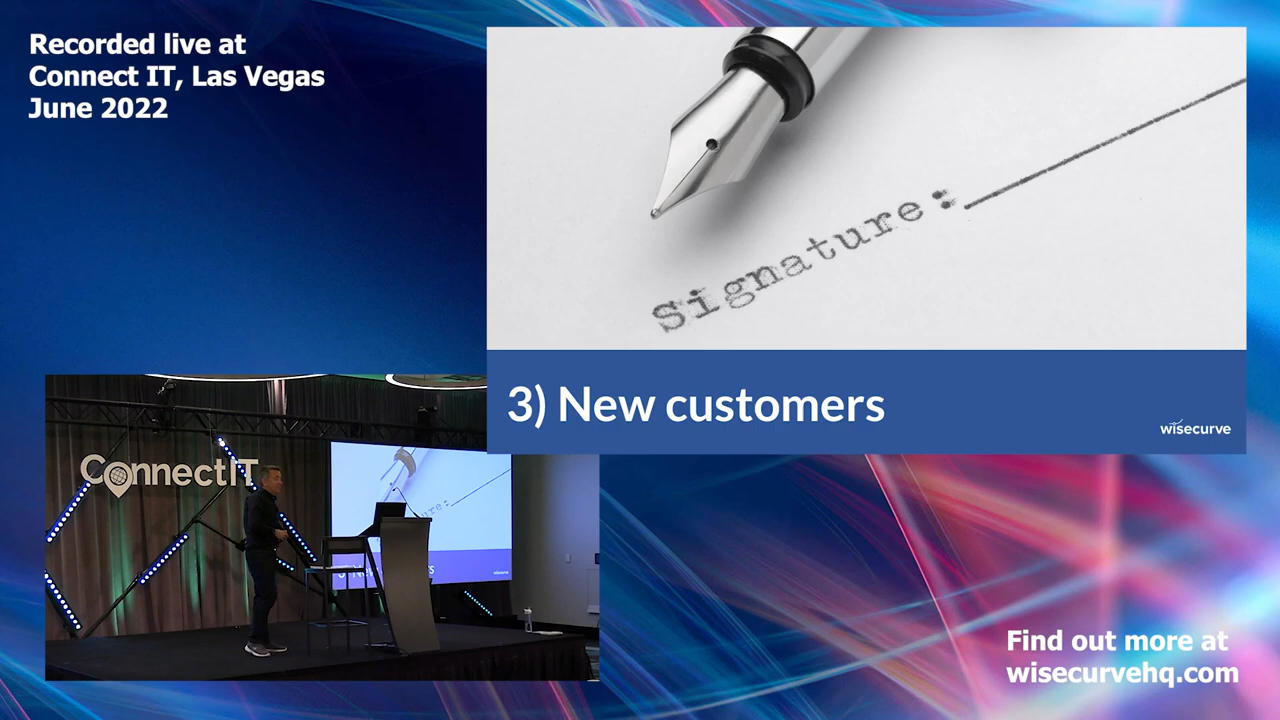 Recorded live at
Connect IT, Las Vegas
June 2022
Signature:
3) New customers
wisecurve
ConnectIT
Find out more at
wisecurvehq.com